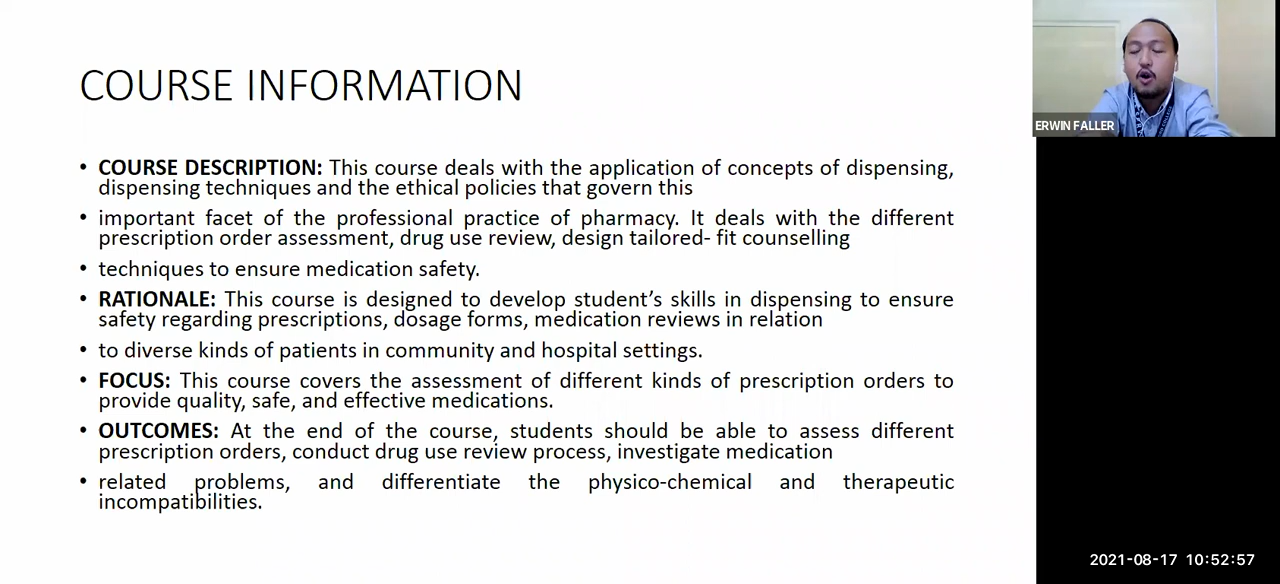 COURSE INFORMATION
• COURSE DESCRIPTION: This course deals with the application of concepts of dispensing,
dispensing techniques and the ethical policies that govern this
• important facet of the professional practice of pharmacy. It deals with the different
prescription order assessment, drug use review, design tailored- fit counselling
• techniques to ensure medication safety.
• RATIONALE: This course is designed to develop student’s skills in dispensing to ensure
safety regarding prescriptions, dosage forms, medication reviews in relation
• to diverse kinds of patients in community and hospital settings.
• FOCUS: This course covers the assessment of different kinds of prescription orders to
provide quality, safe, and effective medications.
• OUTCOMES: At the end of the course, students should be able to assess different
prescription orders, conduct drug use review process, investigate medication
• related problems, and differentiate the physico-chemical and therapeutic
incompatibilities.
ERWIN FALLER
2021-08-17 10:52:57